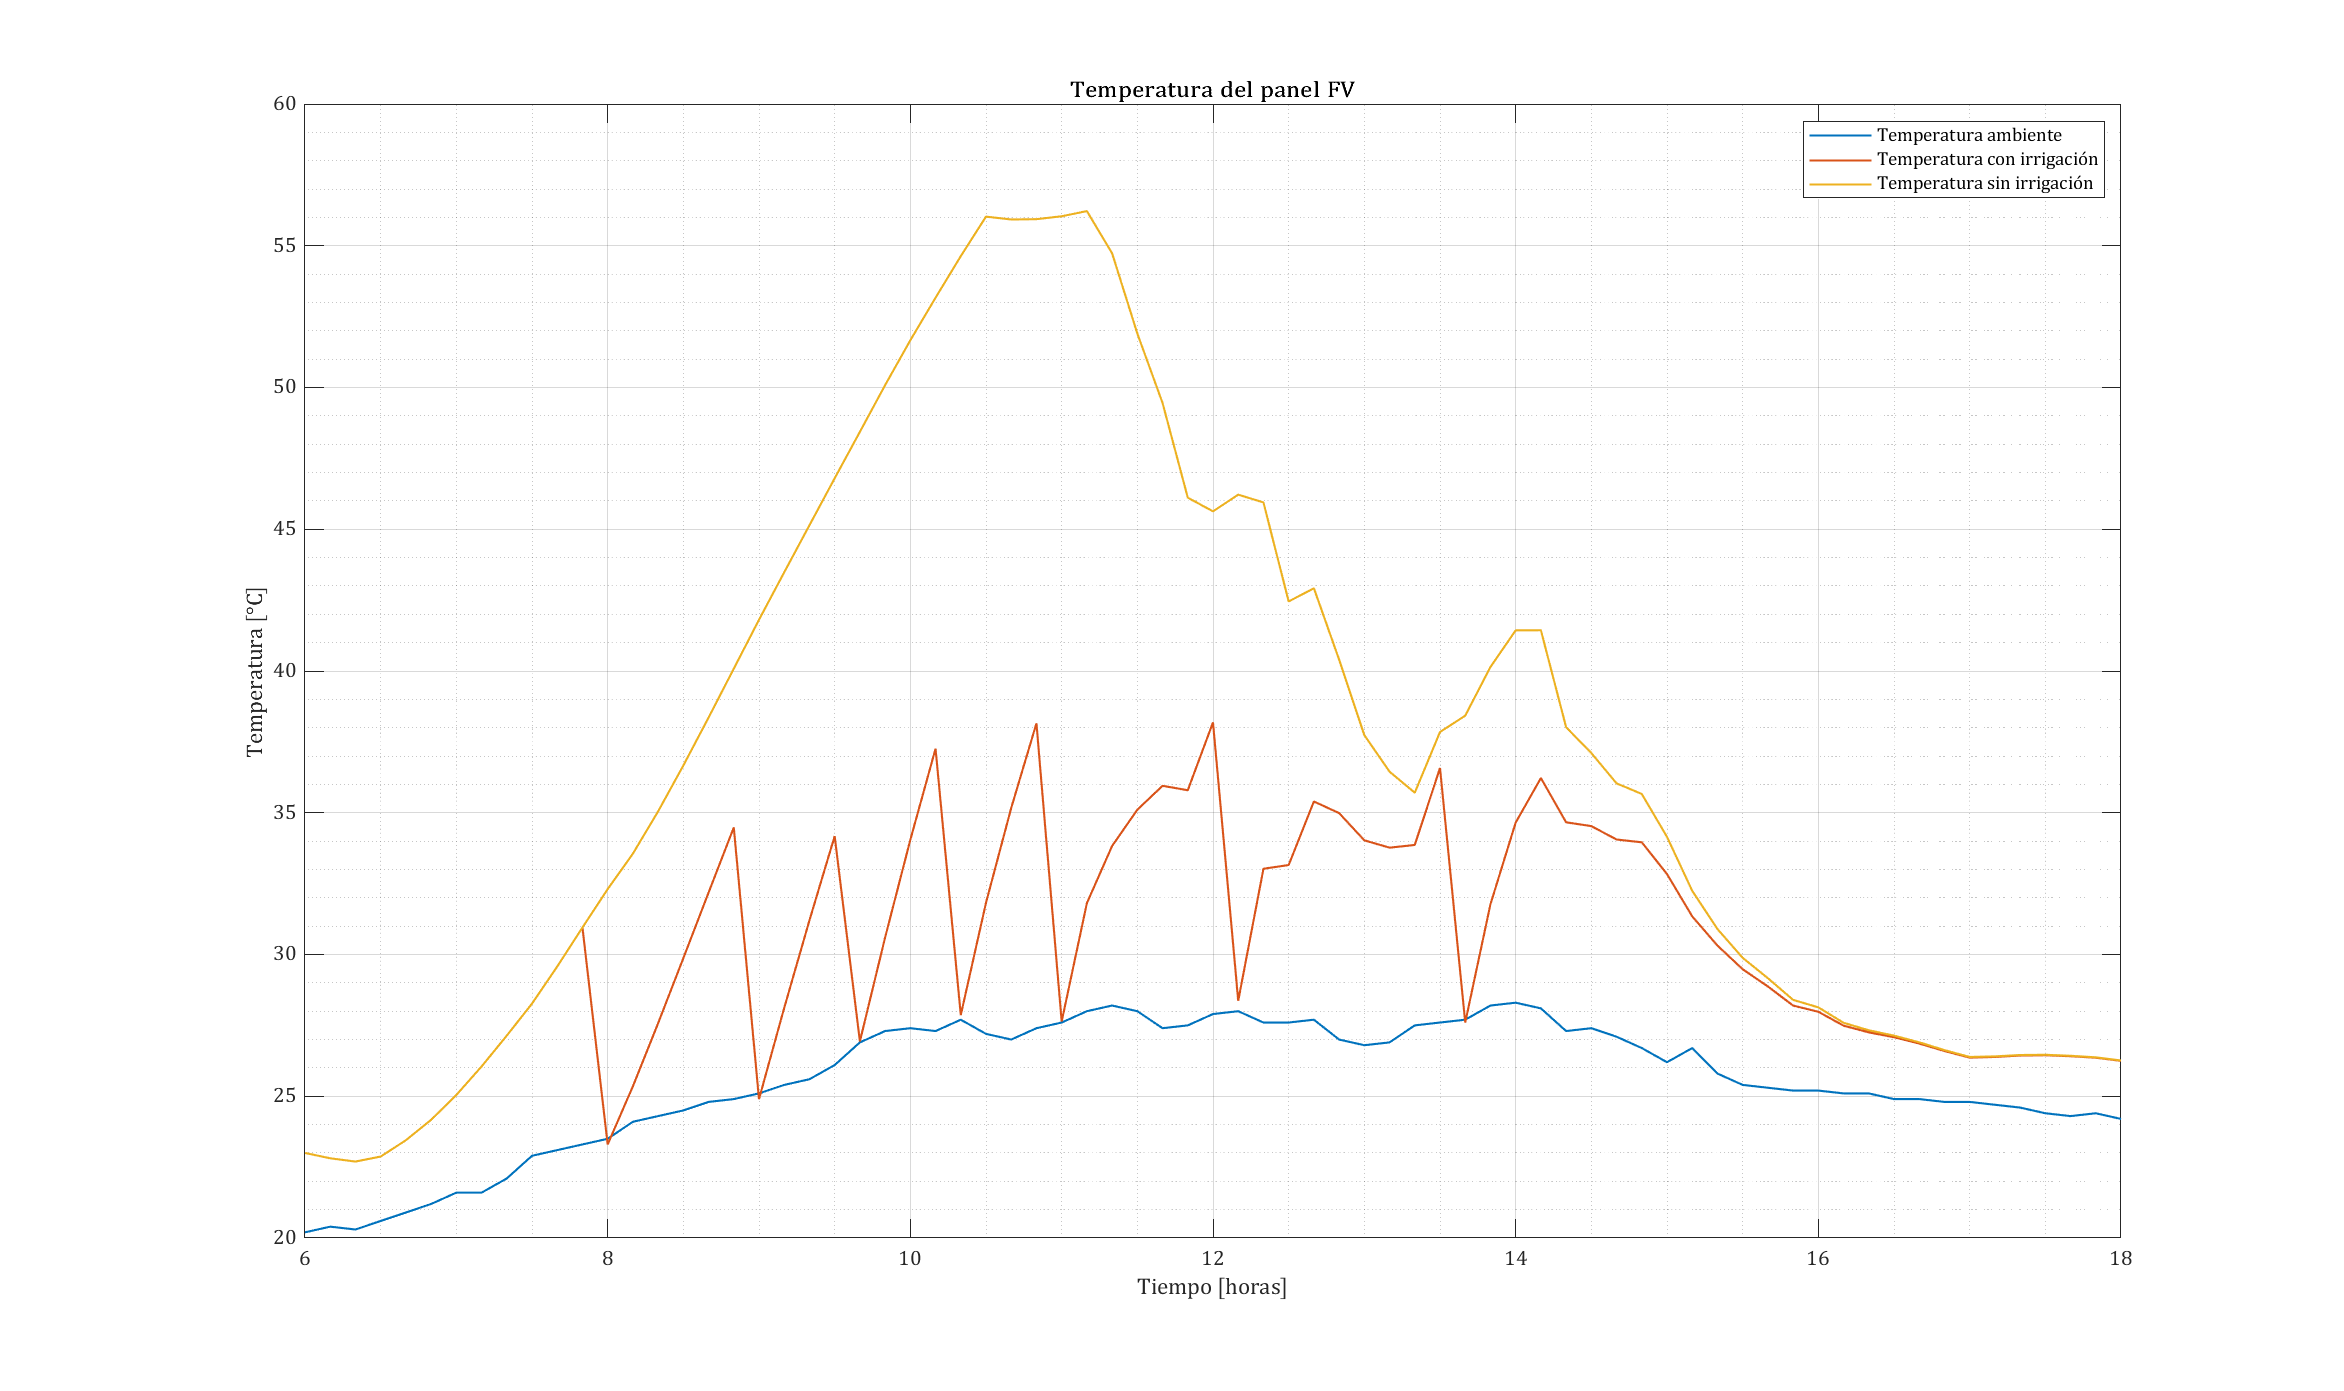 Temperatura del panel FV
Temperatura ambiente
Temperatura con irrigación
Temperatura sin irrigación
60
55
50
45
40
35
30
25
20
Temperatura [°C]
6 8 10 12 14 16 18
Tiempo [horas]